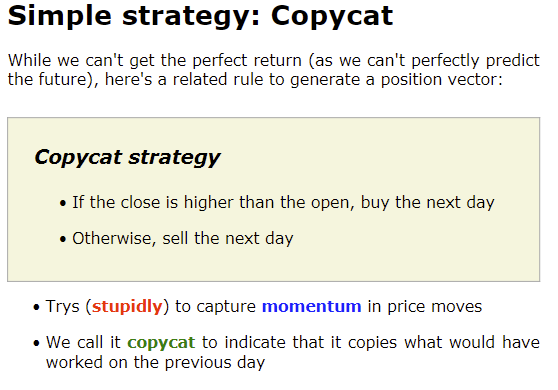 Simple strategy: Copycat
While we can't get the perfect return (as we can't perfectly predict
the future), here's a related rule to generate a position vector:
Copycat strategy
• If the close is higher than the open, buy the next day
• Otherwise, sell the next day
• Trys (stupidly) to capture momentum in price moves
• We call it copycat to indicate that it copies what would have
worked on the previous day